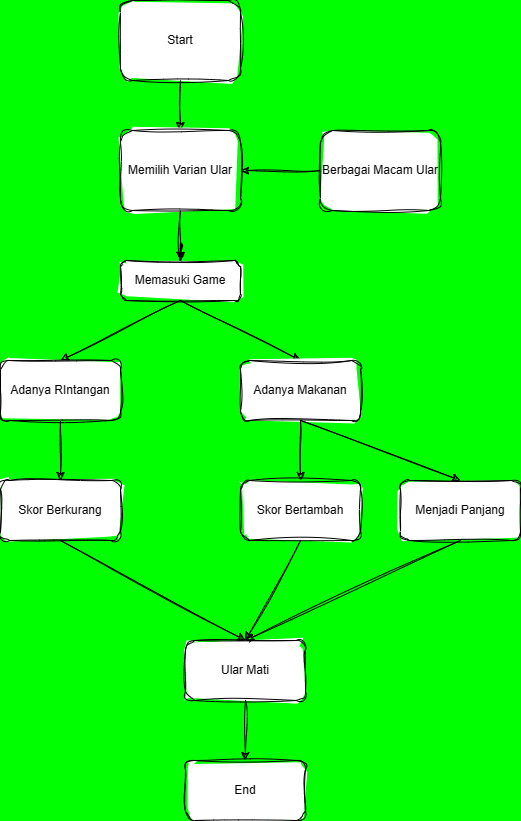 Start
Memilih Varian Ular
Berbagai Macam Ular
Memasuki Game
Adanya RIntangan
Adanya Makanan
Skor Berkurang
Skor Bertambah
Menjadi Panjang
Ular Mati
End